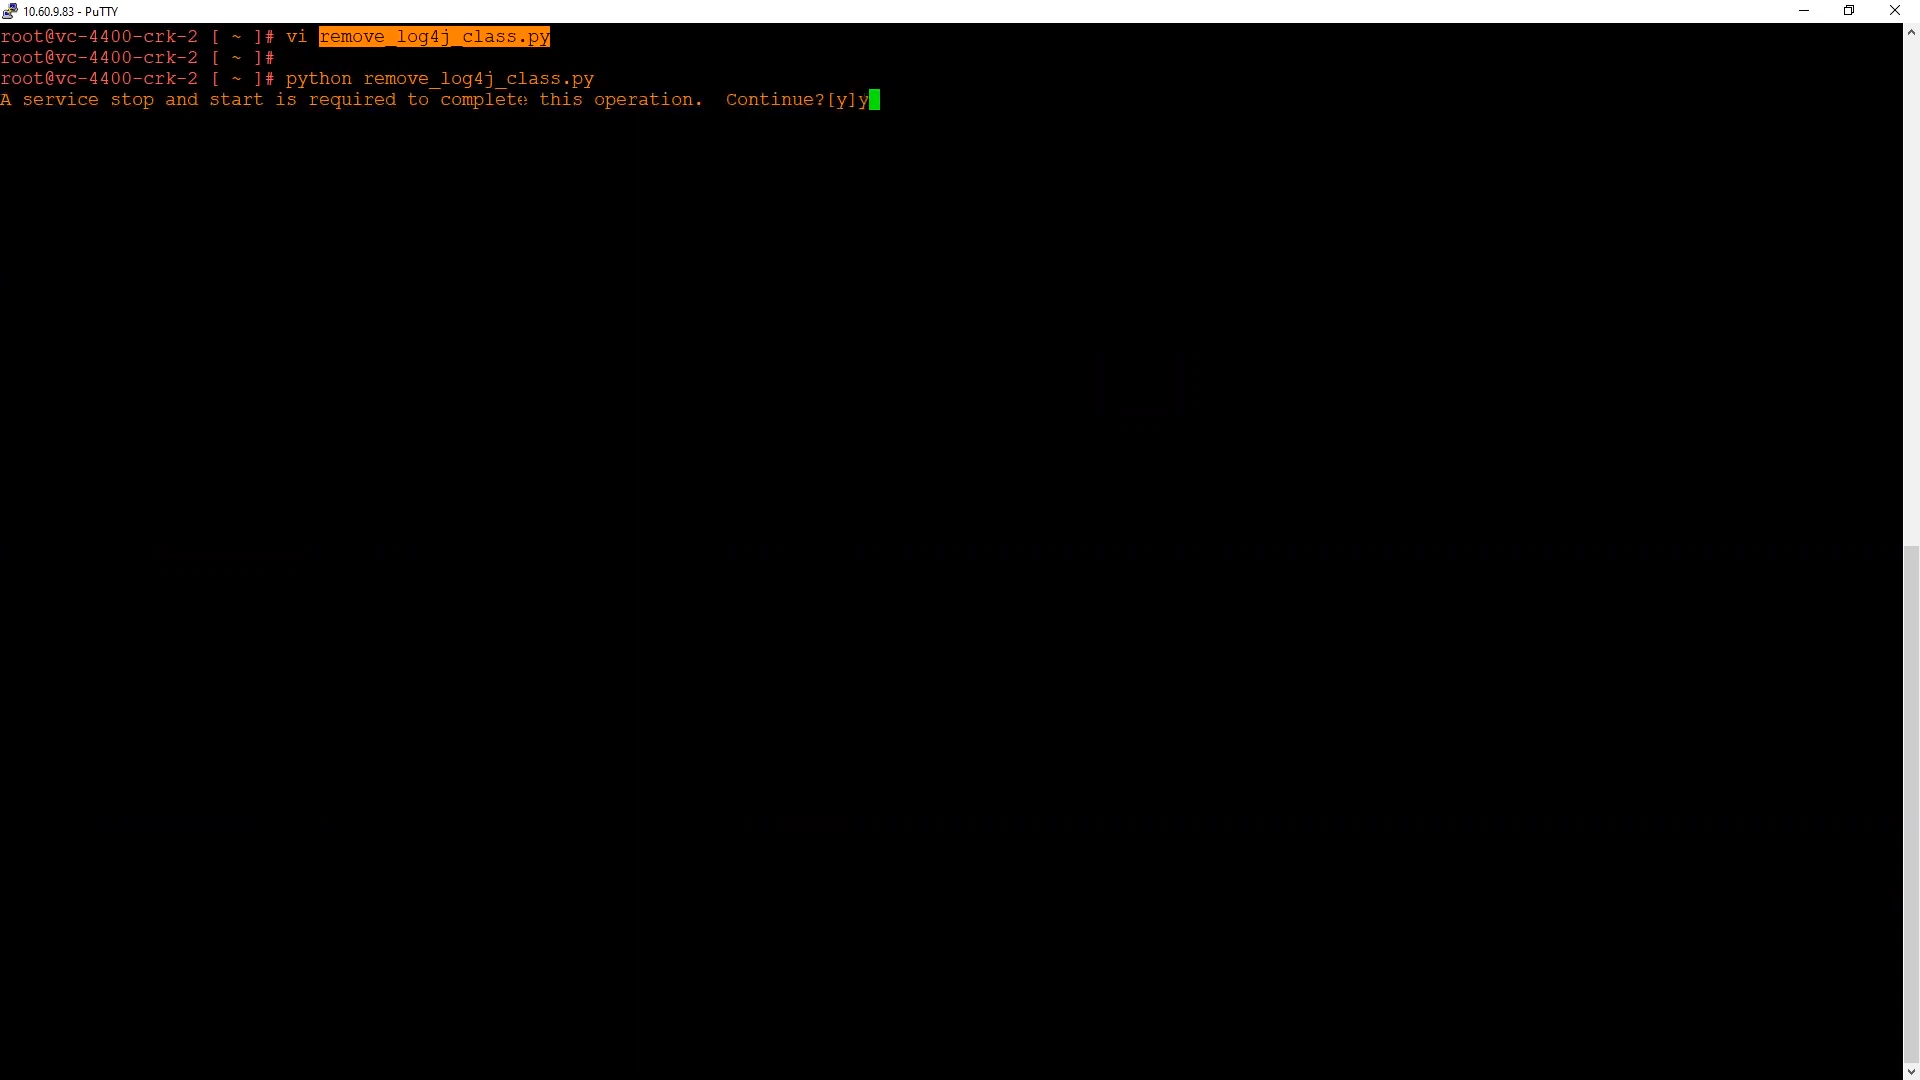 10.60.9.83 - PuTTY
root@vc-4400-crk-2 [ ~ ]# vi remove_log4j_class.py
root@vc-4400-crk-2 [ ~ ]#
root@vc-4400-crk-2 [ ~ ]# python remove_log4j_class.py
A service stop and start is required to complete this operation.  Continue?[y]y